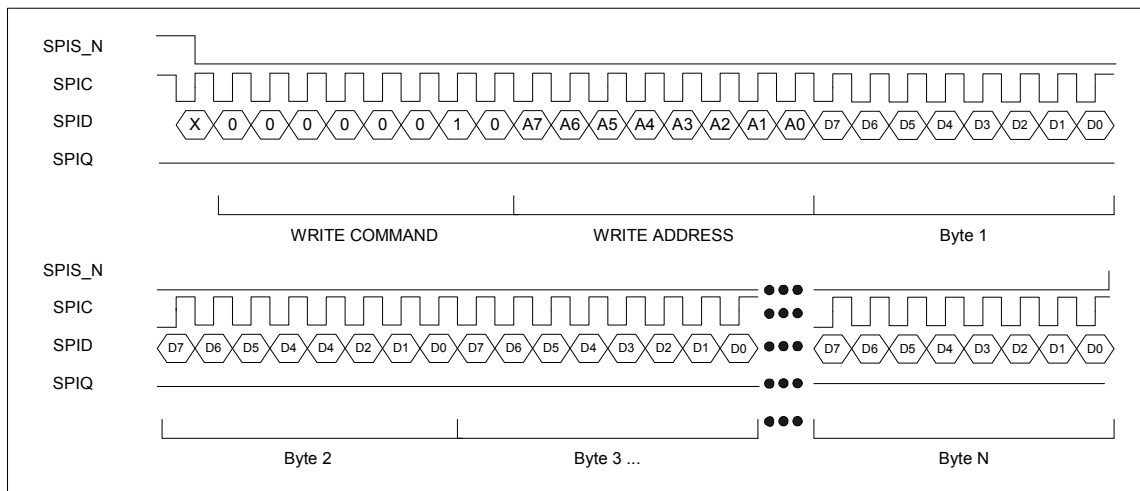 SPIS_N
SPIC
SPID X 0 0 0 0 0 0 1 0 A7 A6 A5 A4 A3 A2 A1 A0 D7 D6 D5 D4 D3 D2 D1 D0
SPIQ
WRITE COMMAND WRITE ADDRESS Byte 1
SPIS_N
SPIC
SPID D7 D6 D5 D4 D4 D2 D1 D0 D7 D6 D5 D4 D3 D2 D1 D0 D7 D6 D5 D4 D3 D2 D1 D0
SPIQ
Byte 2 Byte 3 ... Byte N